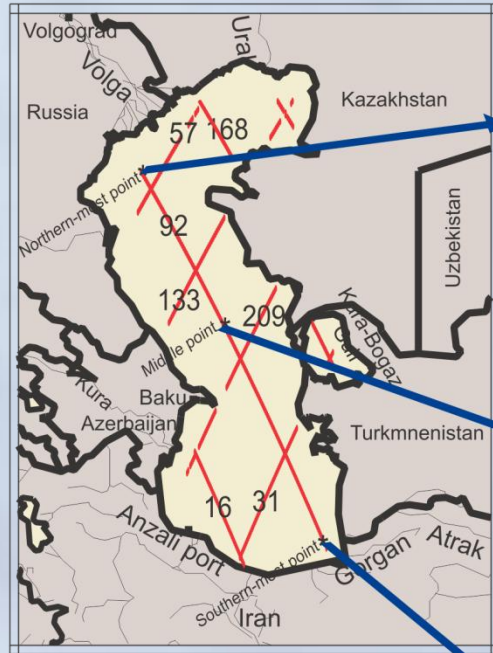 Volgograd
Volga
Ural
Russia
Kazakhstan
57
168
Northern-most point
92
Uzbekistan
133
209
Middle point
Kara-Bogaz
Gulf
Kura
Baku
Azerbaijan
Turkmnenistan
16
31
Anzali port
Gorgan
Atrak
Southern-most point
Iran